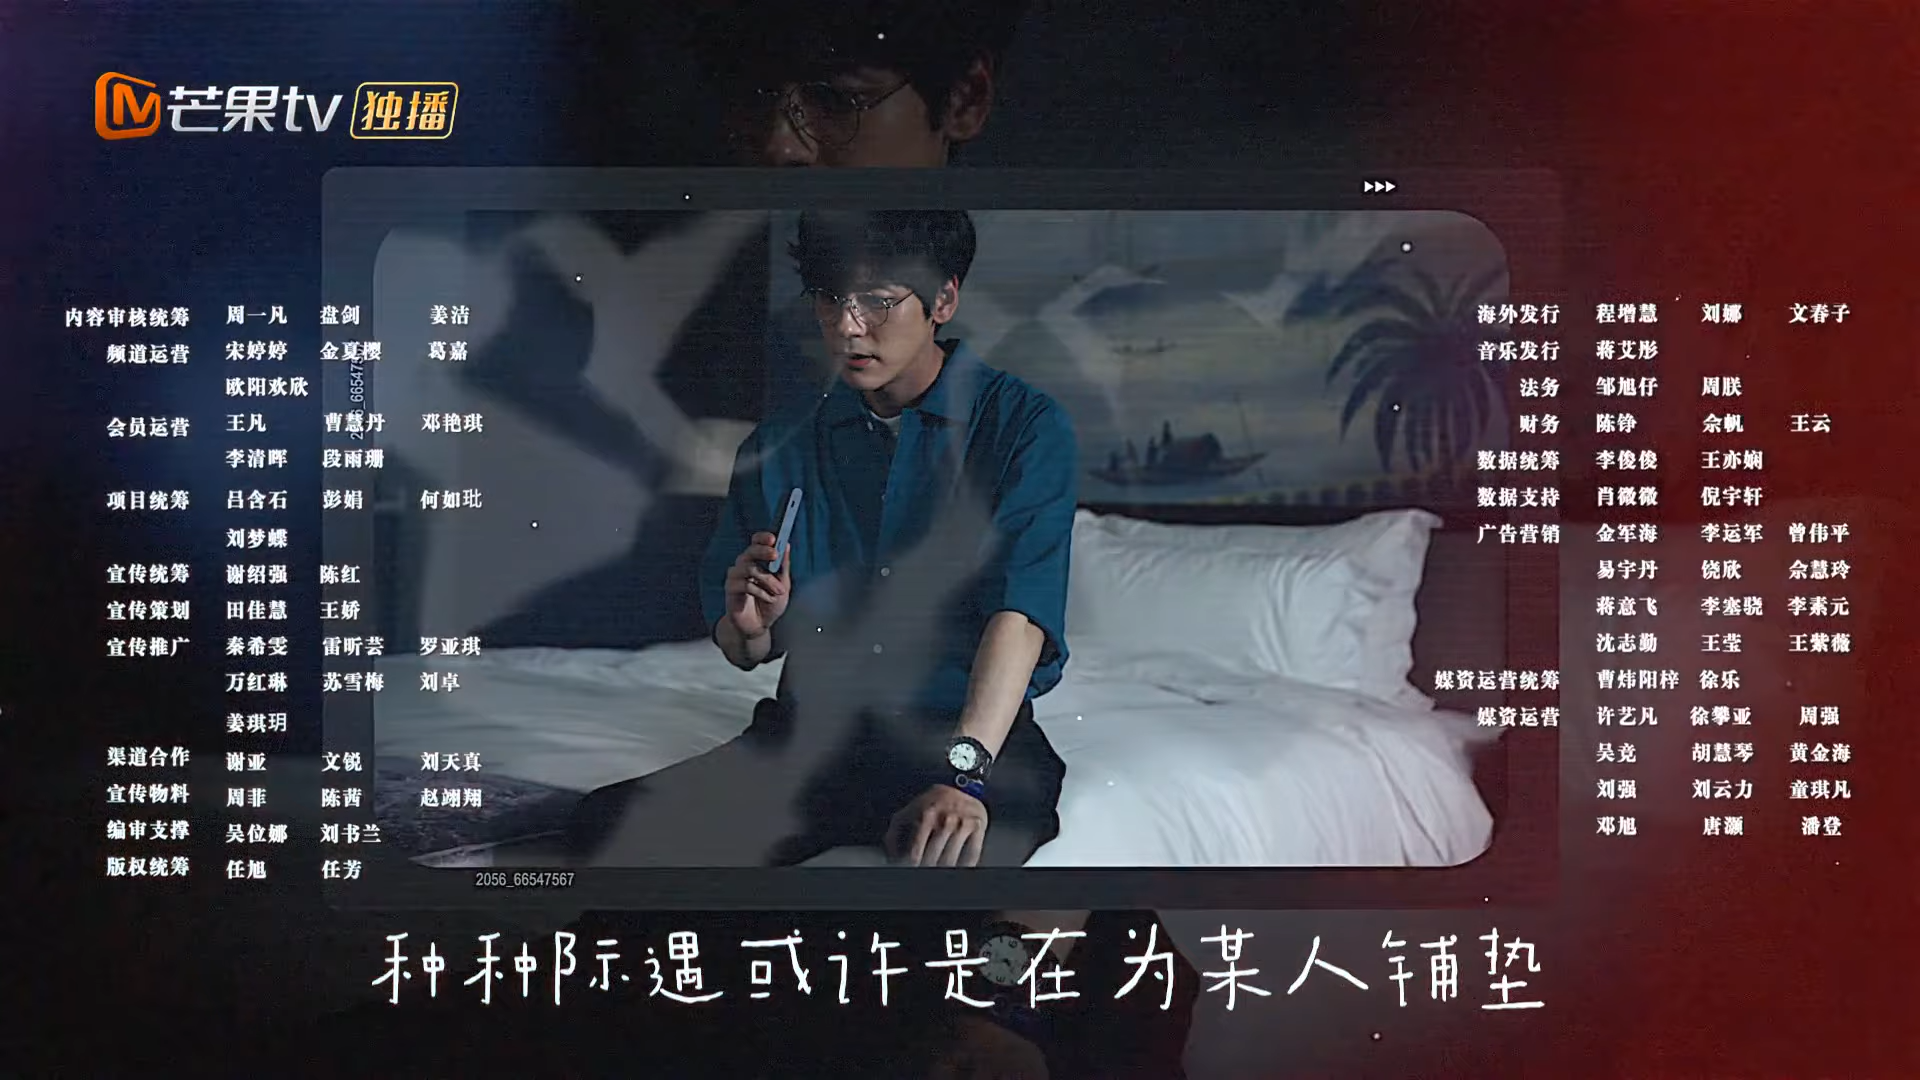 芒果tv 独播
内容审核统筹 周一凡 盘剑 姜洁
频道运营 宋婷婷 金夏樱 葛嘉
欧阳欢欣
会员运营 王凡 曹慧丹 邓艳琪
李清晖 段雨珊
项目统筹 吕含石 彭娟 何如玭
刘梦蝶
宣传统筹 谢绍强 陈红
宣传策划 田佳慧 王娇
宣传推广 秦希雯 雷昕芸 罗亚琪
万红琳 苏雪梅 刘卓
姜琪玥
渠道合作 谢亚 文锐 刘天真
宣传物料 周菲 陈茜 赵翊翔
编审支撑 吴位娜 刘书兰
版权统筹 任旭 任芳
海外发行 程增慧 刘娜 文春子
音乐发行 蒋艾彤
法务 邹旭仔 周朕
财务 陈铮 佘帆 王云
数据统筹 李俊俊 王亦娴
数据支持 肖微微 倪宇轩
广告营销 金军海 李运军 曾伟平
易宇丹 饶欣 佘慧玲
蒋意飞 李塞骁 李素元
沈志勤 王莹 王紫薇
媒资运营统筹 曹炜阳梓 徐乐
媒资运营 许艺凡 徐攀亚 周强
吴竞 胡慧琴 黄金海
刘强 刘云力 童琪凡
邓旭 唐灏 潘登
2056_66547567
种种际遇或许是在为某人铺垫